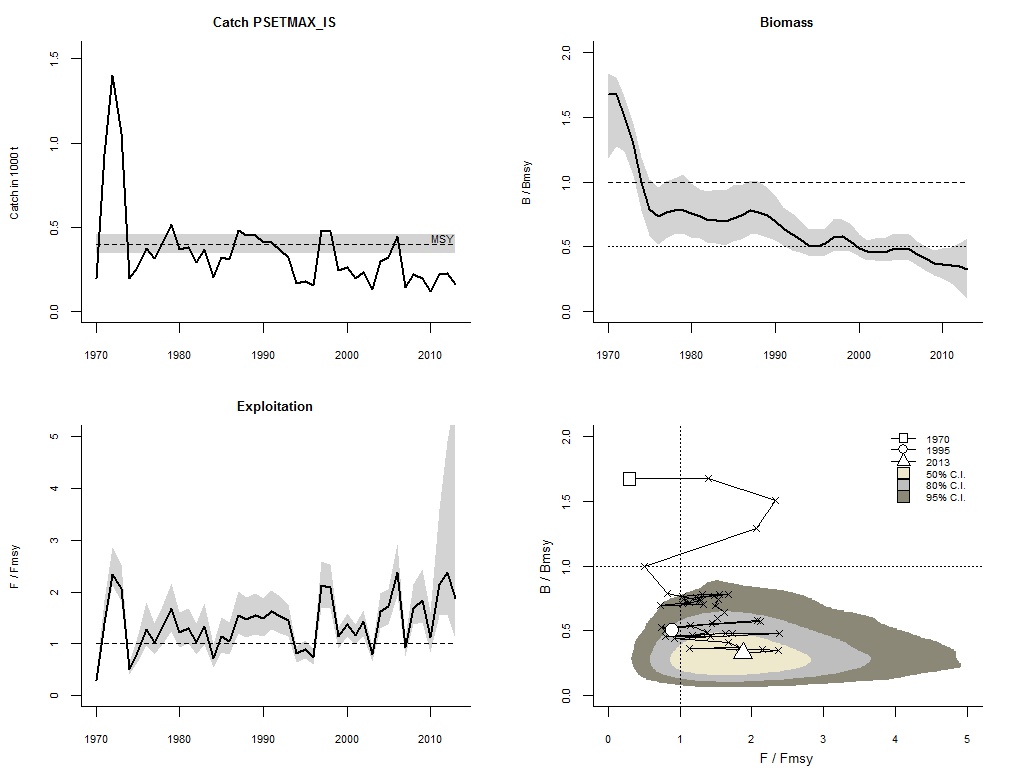 Catch PSETMAX_IS
Catch in 1000 t
1.5
1.0
0.5
0.0
MSY
1970 1980 1990 2000 2010
Biomass
B / Bmsy
2.0
1.5
1.0
0.5
0.0
1970 1980 1990 2000 2010
Exploitation
F / Fmsy
5
4
3
2
1
0
1970 1980 1990 2000 2010
B / Bmsy
2.0
1.5
1.0
0.5
0.0
1970
1995
2013
50% C.I.
80% C.I.
95% C.I.
0 1 2 3 4 5
F / Fmsy